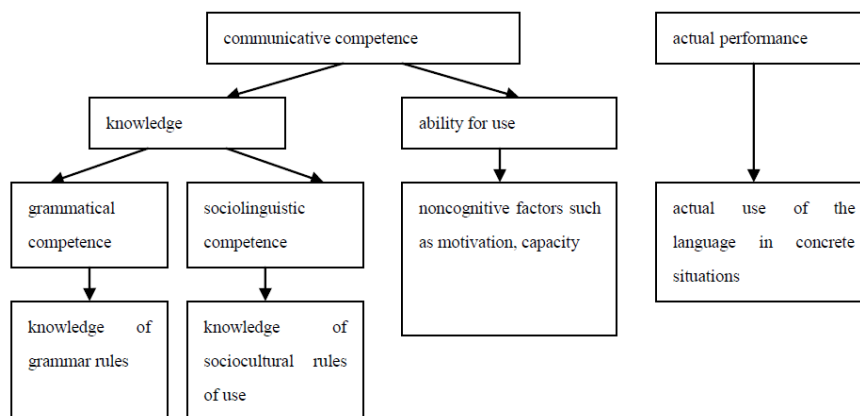 communicative competence
actual performance
knowledge
ability for use
grammatical
competence
sociolinguistic
competence
noncognitive factors such
as motivation, capacity
actual use of the
language in concrete
situations
knowledge of
grammar rules
knowledge of
sociocultural rules
of use